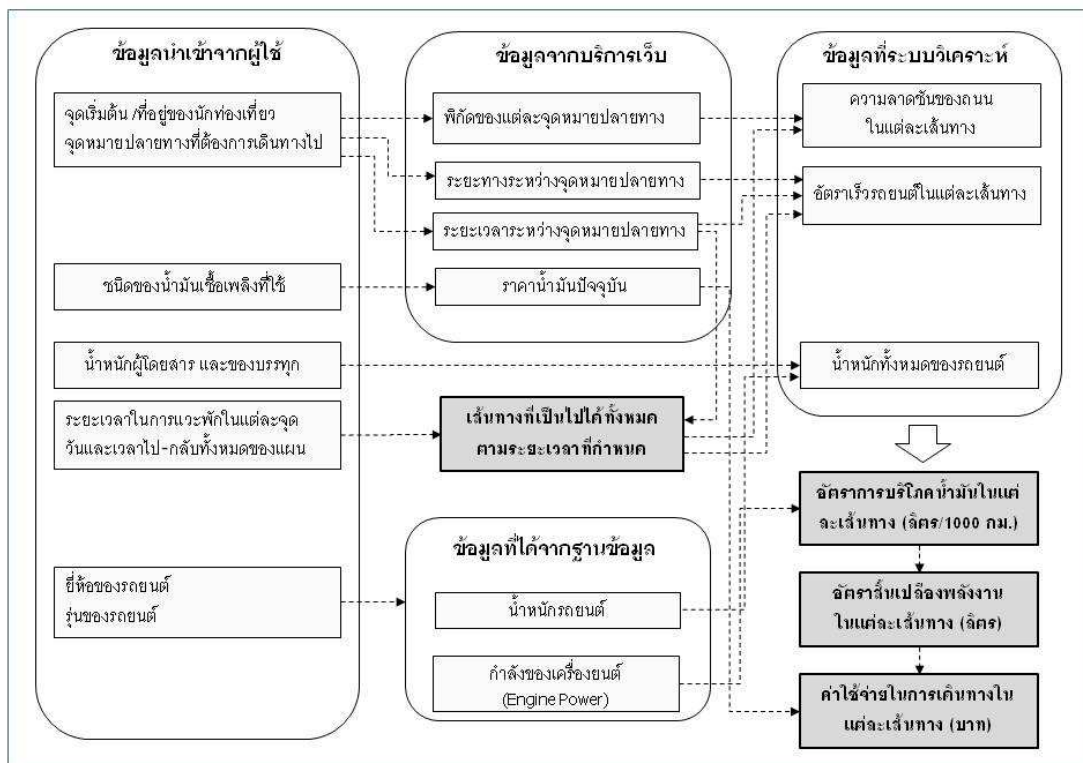 ข้อมูลนำเข้าจากผู้ใช้
จุดเริ่มต้น /ที่อยู่ของนักท่องเที่ยว
จุดหมายปลายทางที่ต้องการเดินทางไป
ชนิดของน้ำมันเชื้อเพลิงที่ใช้
น้ำหนักผู้โดยสาร และของบรรทุก
ระยะเวลาในการแวะพักในแต่ละจุด
วันและเวลาไป-กลับทั้งหมดของแผน
ยี่ห้อของรถยนต์
รุ่นของรถยนต์
ข้อมูลจากบริการเว็บ
พิกัดของแต่ละจุดหมายปลายทาง
ระยะทางระหว่างจุดหมายปลายทาง
ระยะเวลาระหว่างจุดหมายปลายทาง
ราคาน้ำมันปัจจุบัน
เส้นทางที่เป็นไปได้ทั้งหมด
ตามระยะเวลาที่กำหนด
ข้อมูลที่ได้จากฐานข้อมูล
น้ำหนักรถยนต์
กำลังของเครื่องยนต์
(Engine Power)
ข้อมูลที่ระบบวิเคราะห์
ความลาดชันของถนน
ในแต่ละเส้นทาง
อัตราเร็วรถยนต์ในแต่ละเส้นทาง
น้ำหนักทั้งหมดของรถยนต์
อัตราการบริโภคน้ำมันในแต่
ละเส้นทาง (ลิตร/1000 กม.)
อัตราสิ้นเปลืองพลังงาน
ในแต่ละเส้นทาง (ลิตร)
ค่าใช้จ่ายในการเดินทางใน
แต่ละเส้นทาง (บาท)